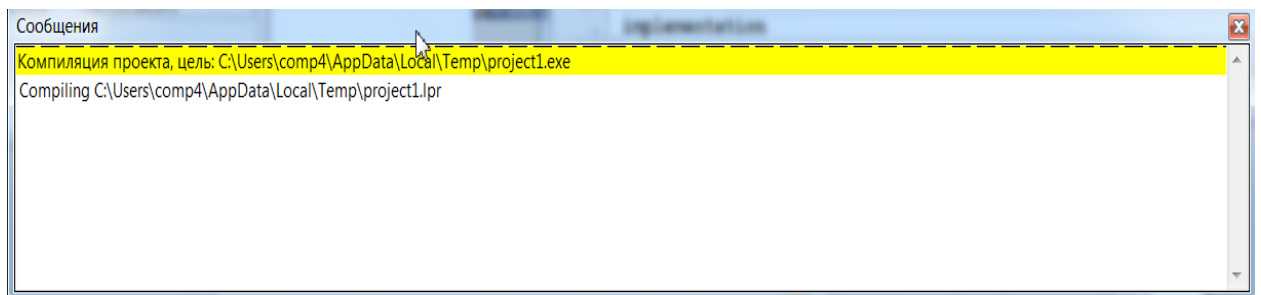 Сообщения
implementation
Компиляция проекта, цель: C:\Users\comp4\AppData\Local\Temp\project1.exe
Compiling C:\Users\comp4\AppData\Local\Temp\project1.lpr